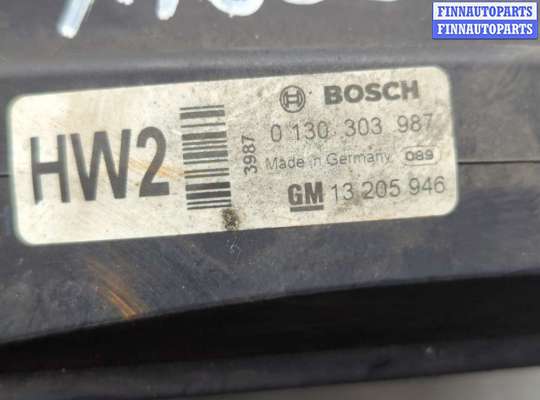 FINNAUTOPARTS
FINNAUTOPARTS
HW2
3987
BOSCH
0 130 303 987
Made in Germany 089
GM 13 205 946